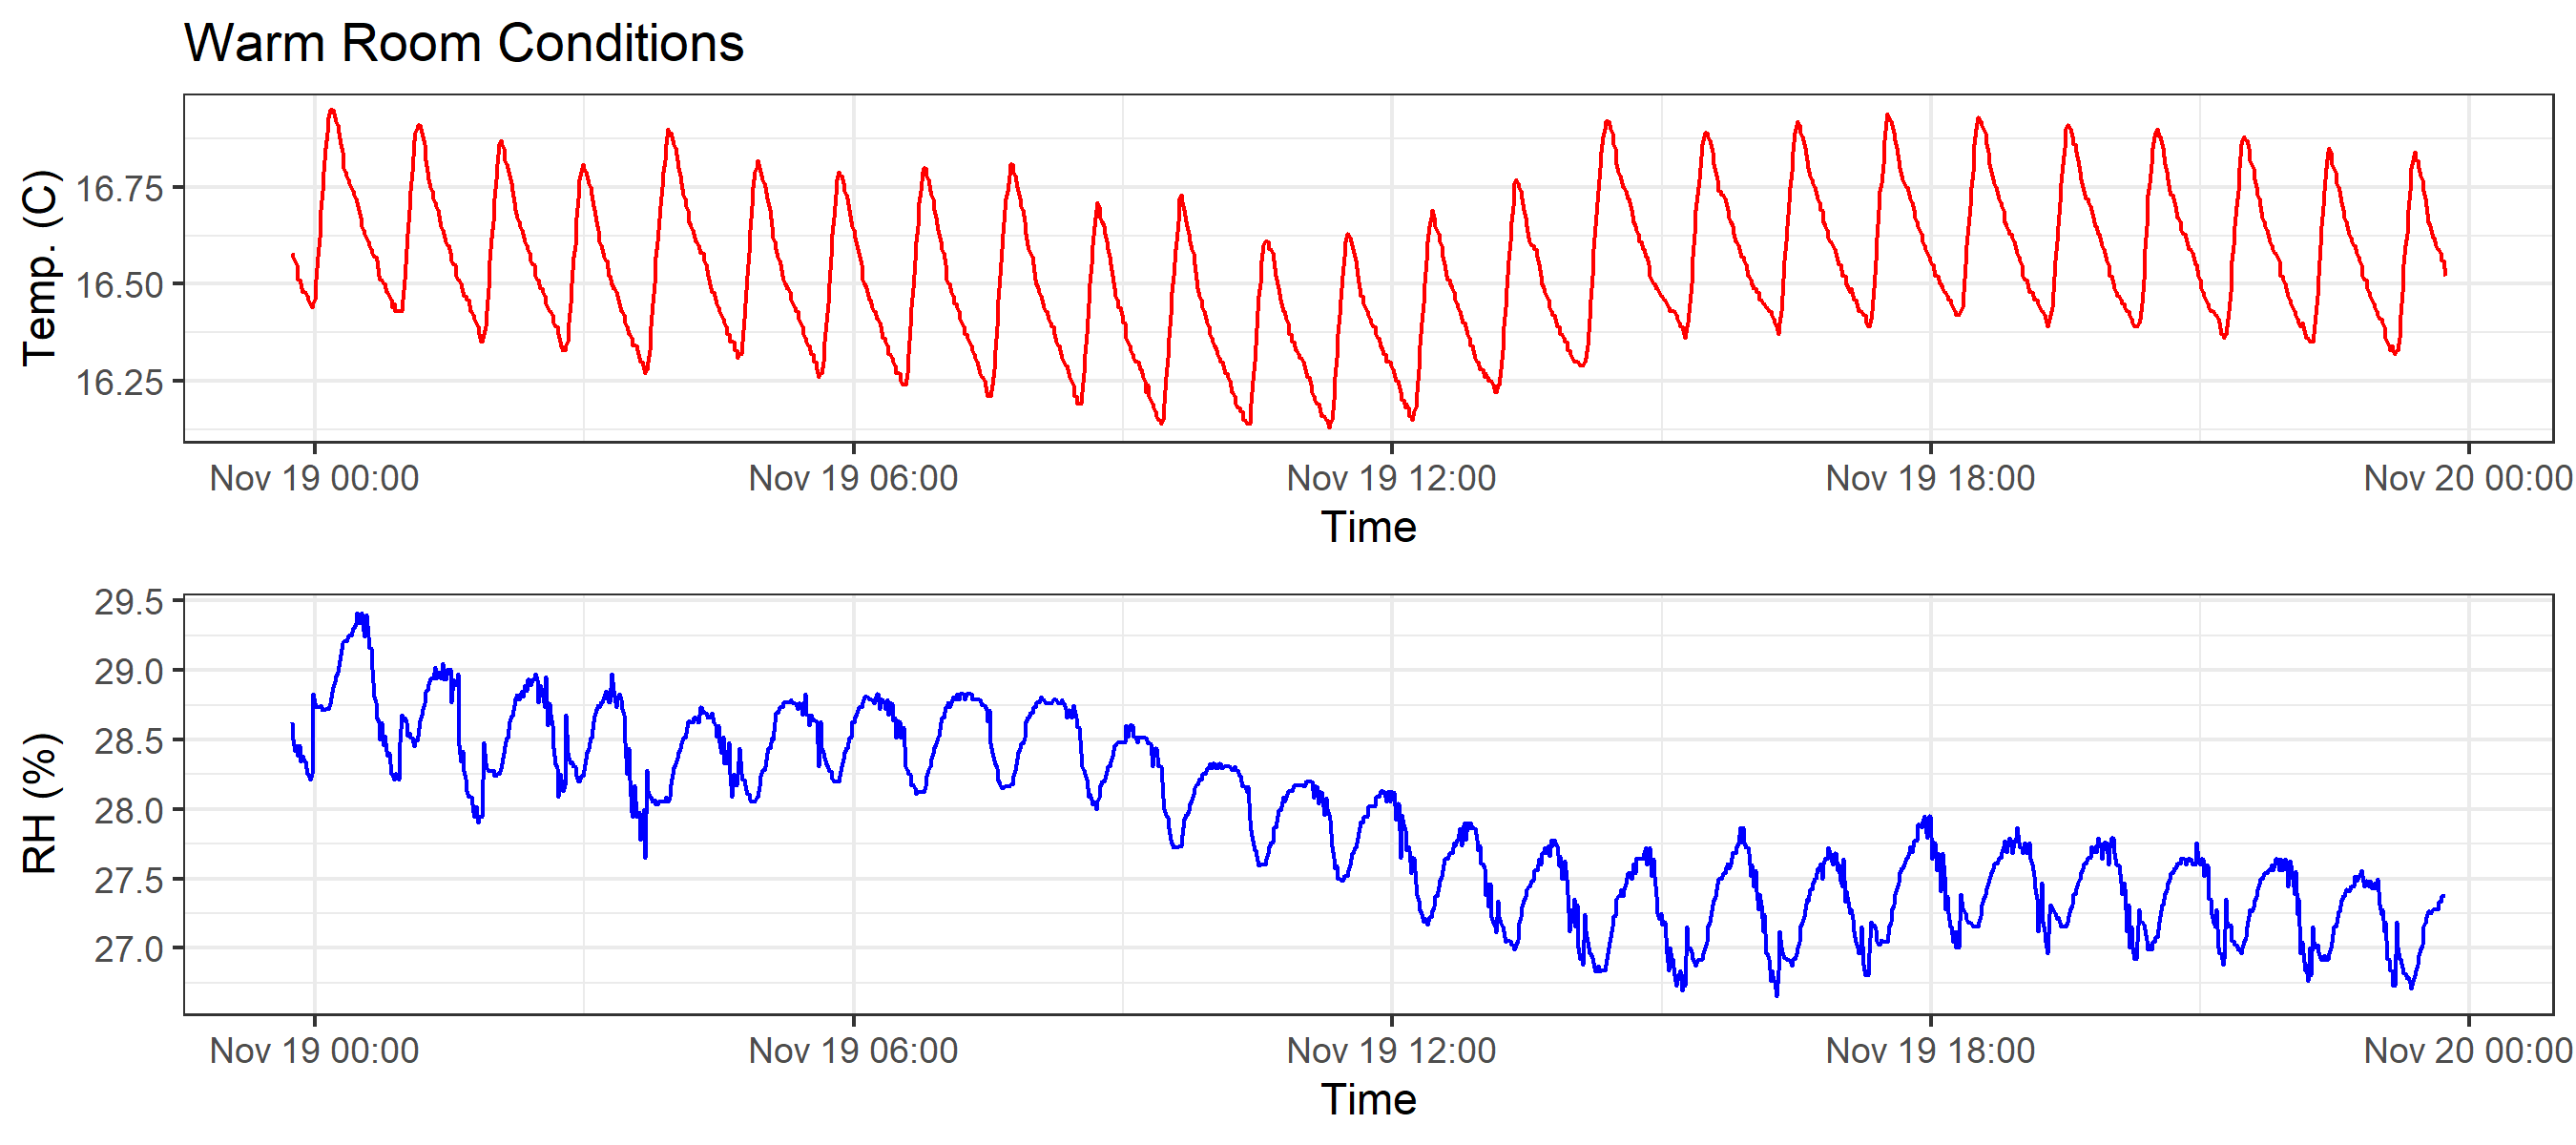 Warm Room Conditions
Temp. (C)
16.75
16.50
16.25
Nov 19 00:00 Nov 19 06:00 Nov 19 12:00 Nov 19 18:00 Nov 20 00:00
Time
RH (%)
29.5
29.0
28.5
28.0
27.5
27.0
Nov 19 00:00 Nov 19 06:00 Nov 19 12:00 Nov 19 18:00 Nov 20 00:00
Time